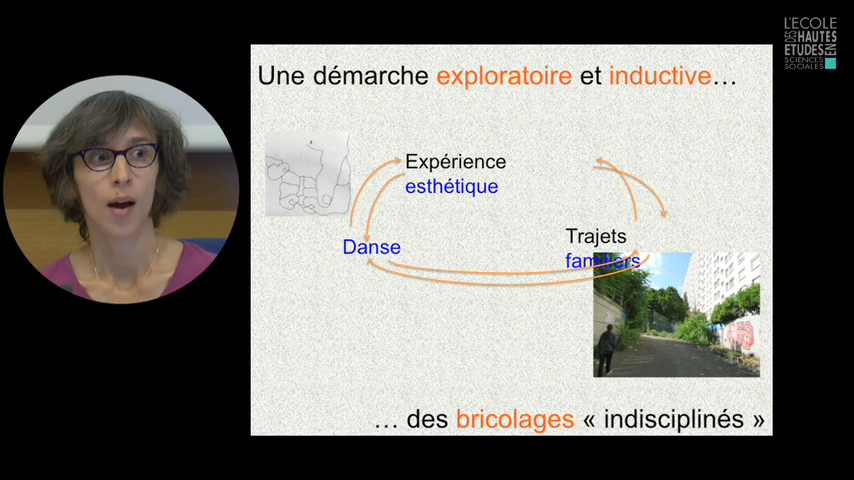 L'ECOLE
DES HAUTES
ETUDES EN
SCIENCES
SOCIALES
Une démarche exploratoire et inductive…
Expérience
esthétique
Danse
Trajets
familiers
… des bricolages « indisciplinés »